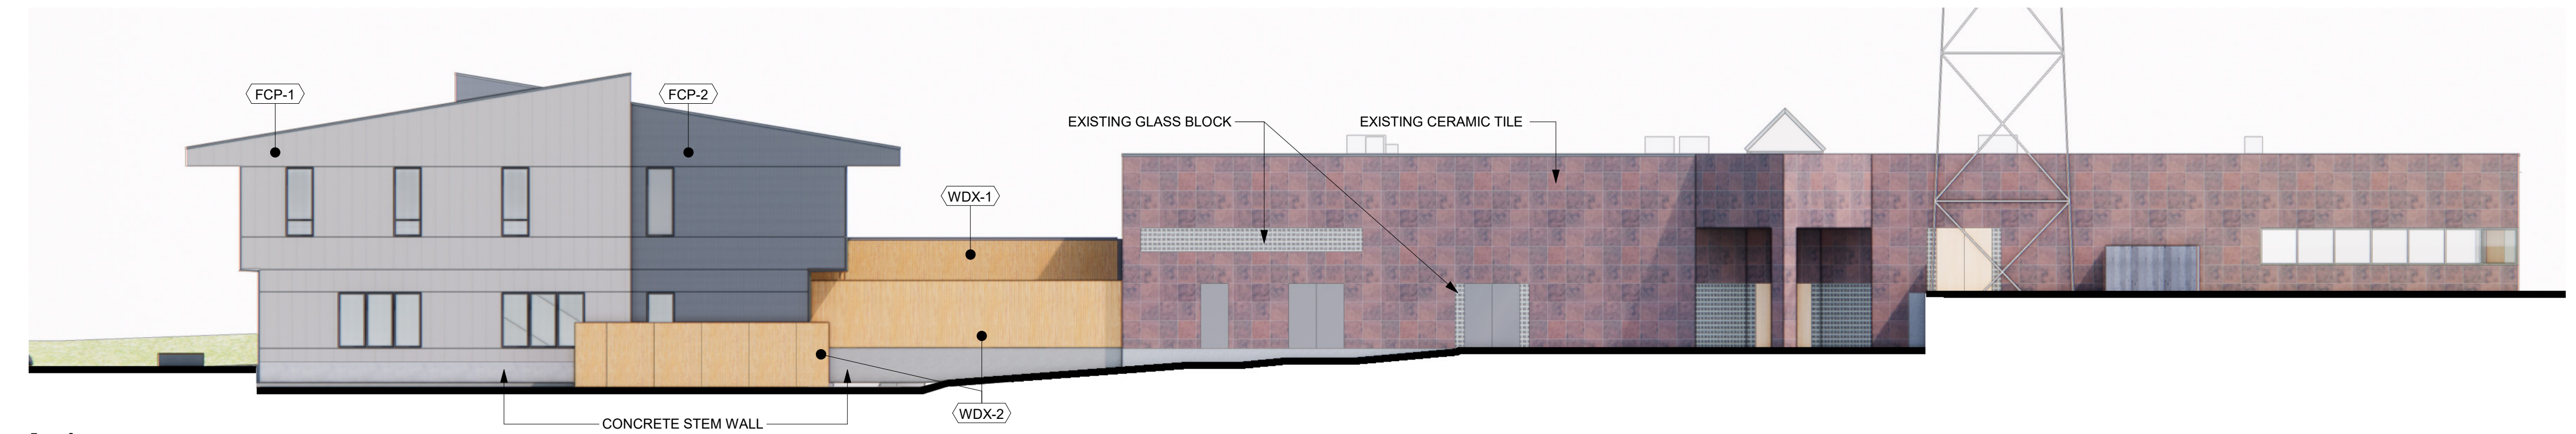 FCP-1
FCP-2
EXISTING GLASS BLOCK
EXISTING CERAMIC TILE
WDX-1
WDX-2
CONCRETE STEM WALL